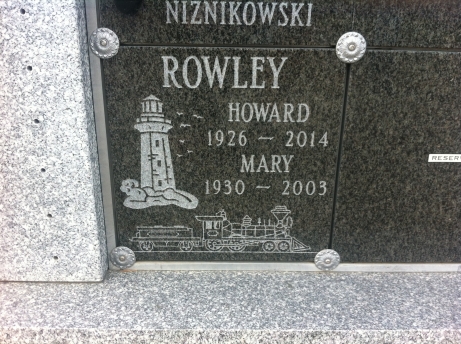 NIZNIKOWSKI
ROWLEY
HOWARD
1926 – 2014
MARY
1930 – 2003